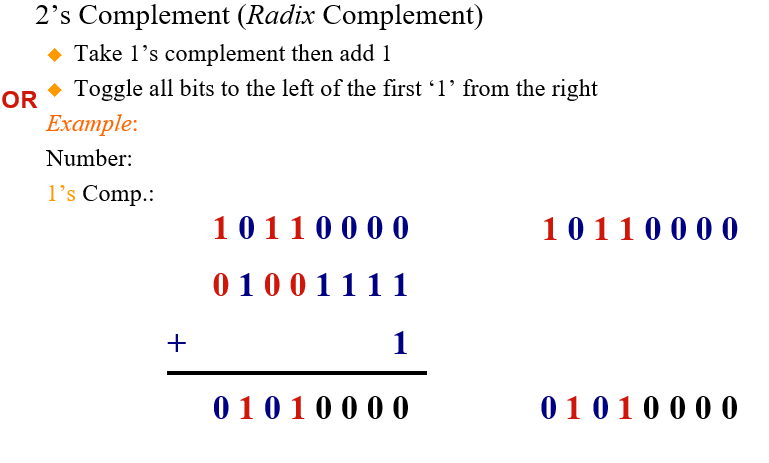 2’s Complement (Radix Complement)
◆ Take 1’s complement then add 1
OR ◆ Toggle all bits to the left of the first ‘1’ from the right
Example:
Number:
1’s Comp.:
1 0 1 1 0 0 0 0 1 0 1 1 0 0 0 0
0 1 0 0 1 1 1 1
+ 1
0 1 0 1 0 0 0 0 0 1 0 1 0 0 0 0